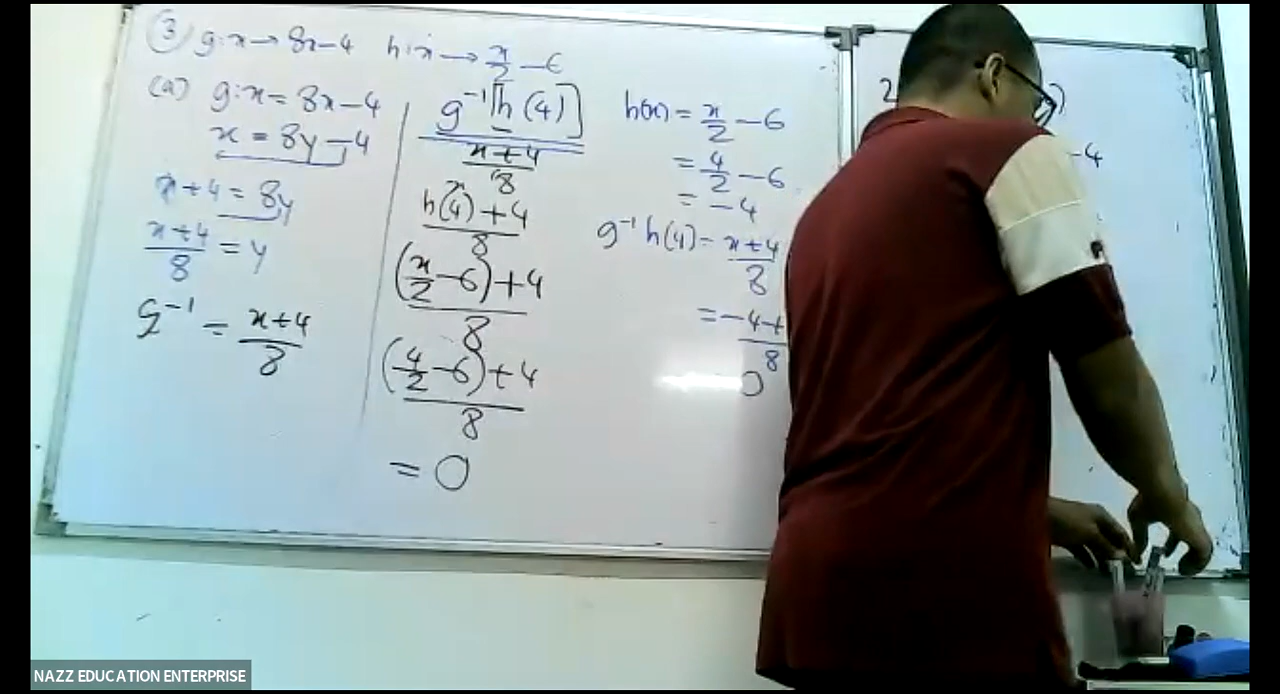 ③ g:x→8x-4 h:x→x/2-6
(a) g:x=8x-4
x=8y-4
x+4=8y
x+4/8=y
g⁻¹=x+4/8
g⁻¹[h(4)]
x+4/8
h(4)+4/8
(x/2-6)+4/8
(4/2-6)+4/8
=0
h(x)=x/2-6
=4/2-6
=-4
g⁻¹h(4)=x+4/8
=-4+/8
0
2
-4
NAZZ EDUCATION ENTERPRISE